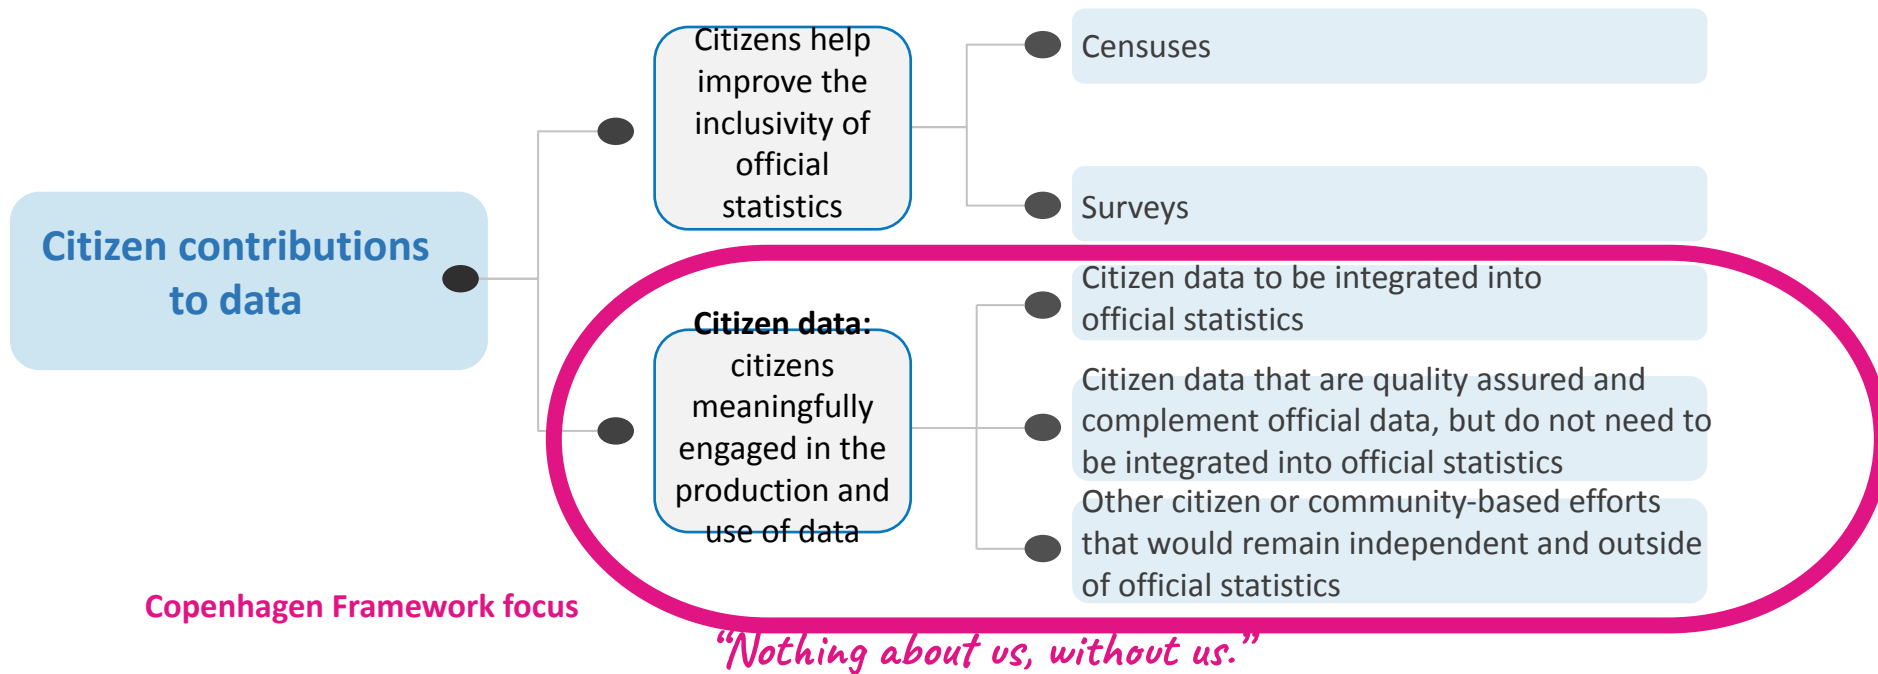 Citizen contributions
to data
Citizens help
improve the
inclusivity of
official
statistics
Censuses
Surveys
Citizen data:
citizens
meaningfully
engaged in the
production and
use of data
Citizen data to be integrated into
official statistics
Citizen data that are quality assured and
complement official data, but do not need to
be integrated into official statistics
Other citizen or community-based efforts
that would remain independent and outside
of official statistics
Copenhagen Framework focus
“Nothing about us, without us.”